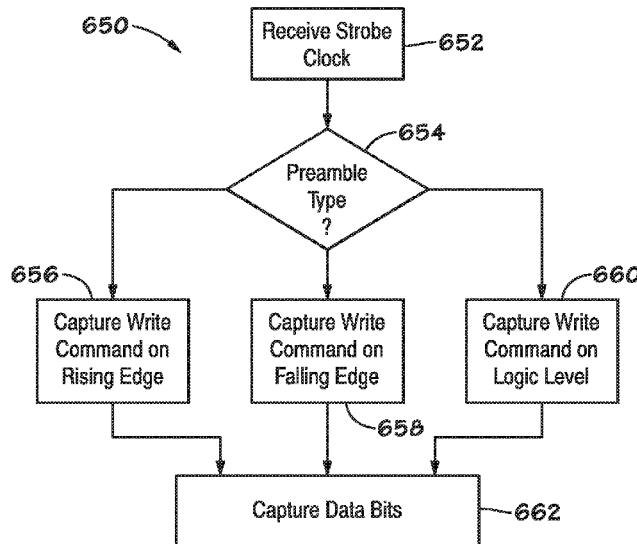 650
Receive Strobe
Clock
652
654
Preamble
Type
?
656
Capture Write
Command on
Rising Edge
Capture Write
Command on
Falling Edge
658
660
Capture Write
Command on
Logic Level
Capture Data Bits
662